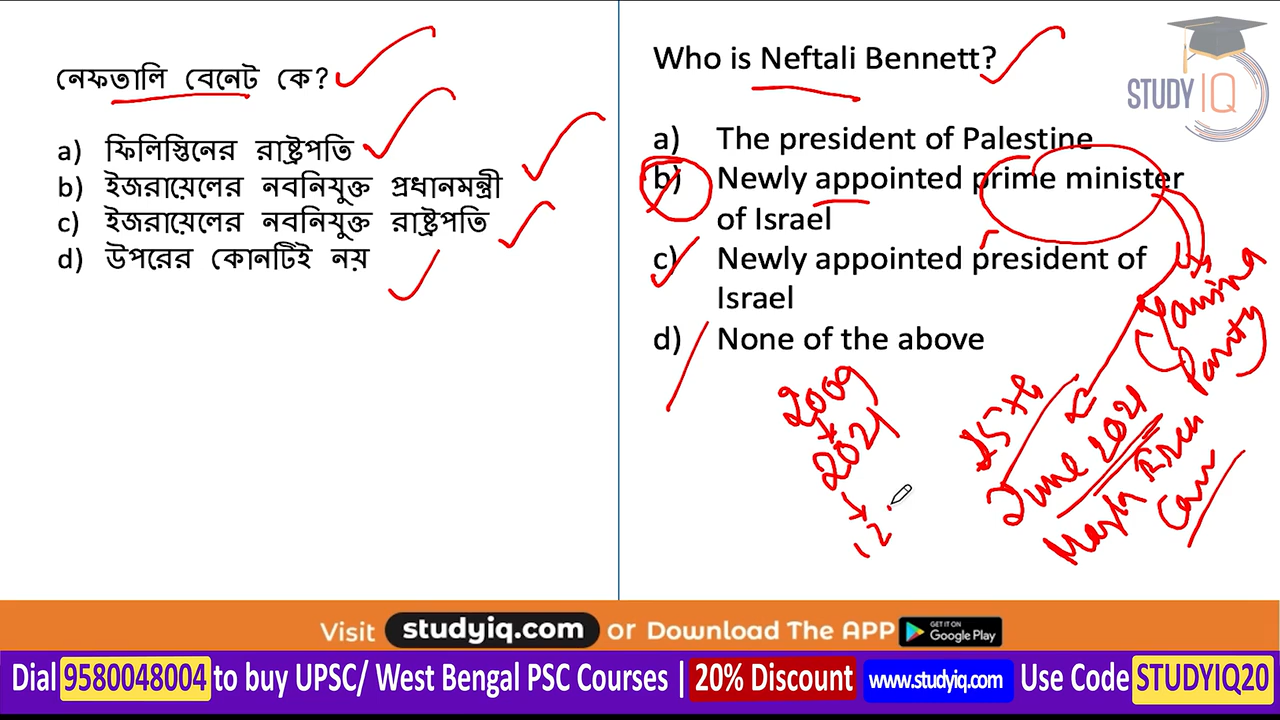 নেফতালি বেনেট কে?
a) ফিলিস্তিনের রাষ্ট্রপতি
b) ইজরায়েলের নবনিযুক্ত প্রধানমন্ত্রী
c) ইজরায়েলের নবনিযুক্ত রাষ্ট্রপতি
d) উপরের কোনটিই নয়
Who is Neftali Bennett?
a) The president of Palestine
b) Newly appointed prime minister
of Israel
c) Newly appointed president of
Israel
d) None of the above
STUDY IQ
2009
2021
12
15th
June 2021
Party
Visit studyiq.com or Download The APP GET IT ON Google Play
Dial 9580048004 to buy UPSC/ West Bengal PSC Courses | 20% Discount www.studyiq.com Use Code STUDYIQ20